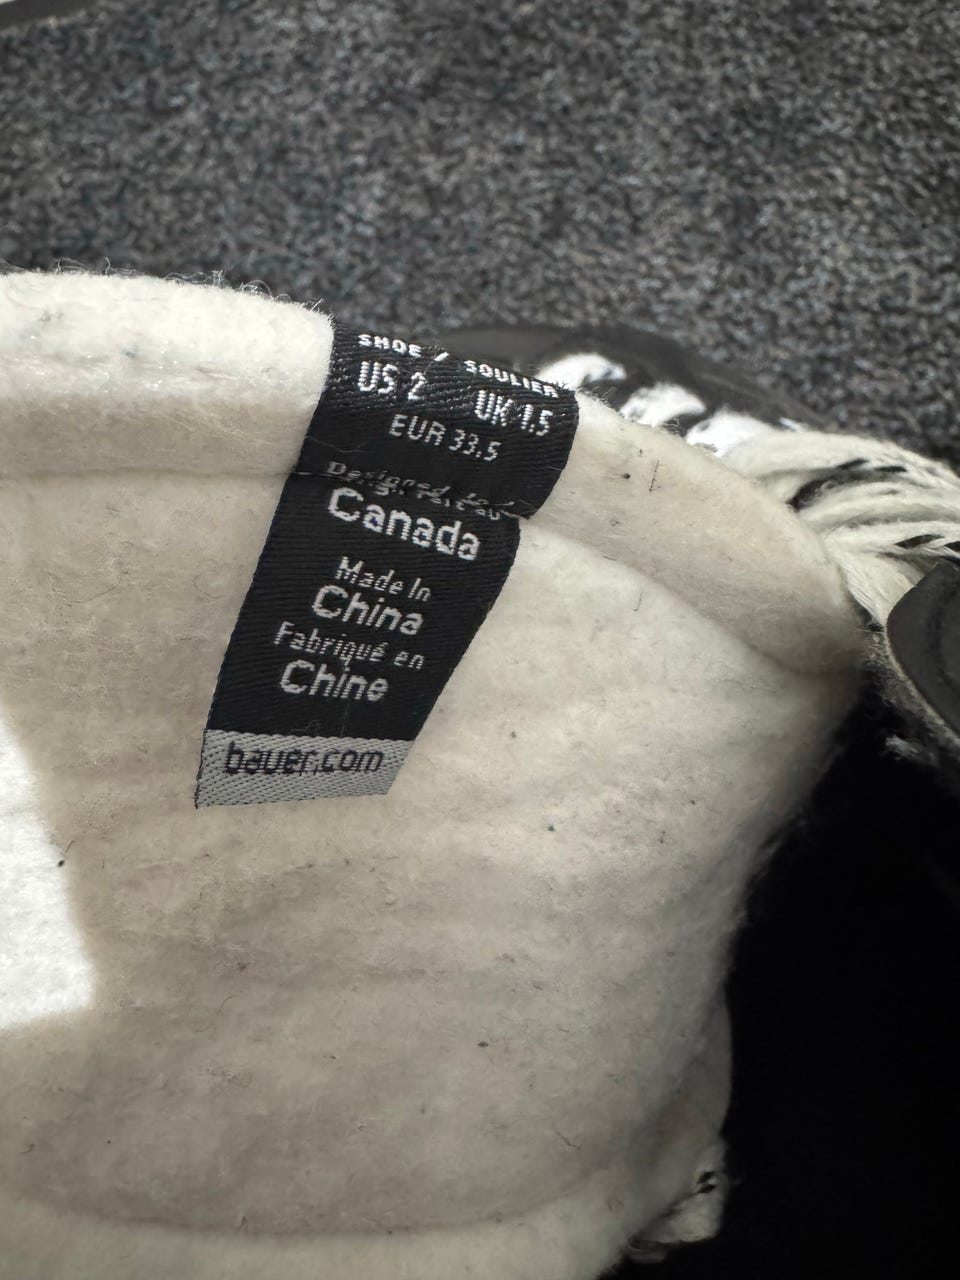 SHOE / SOULIER
US 2 UK 1.5
EUR 33.5
Designed
Canada
Made In
China
Fabriqué en
Chine
bauer.com